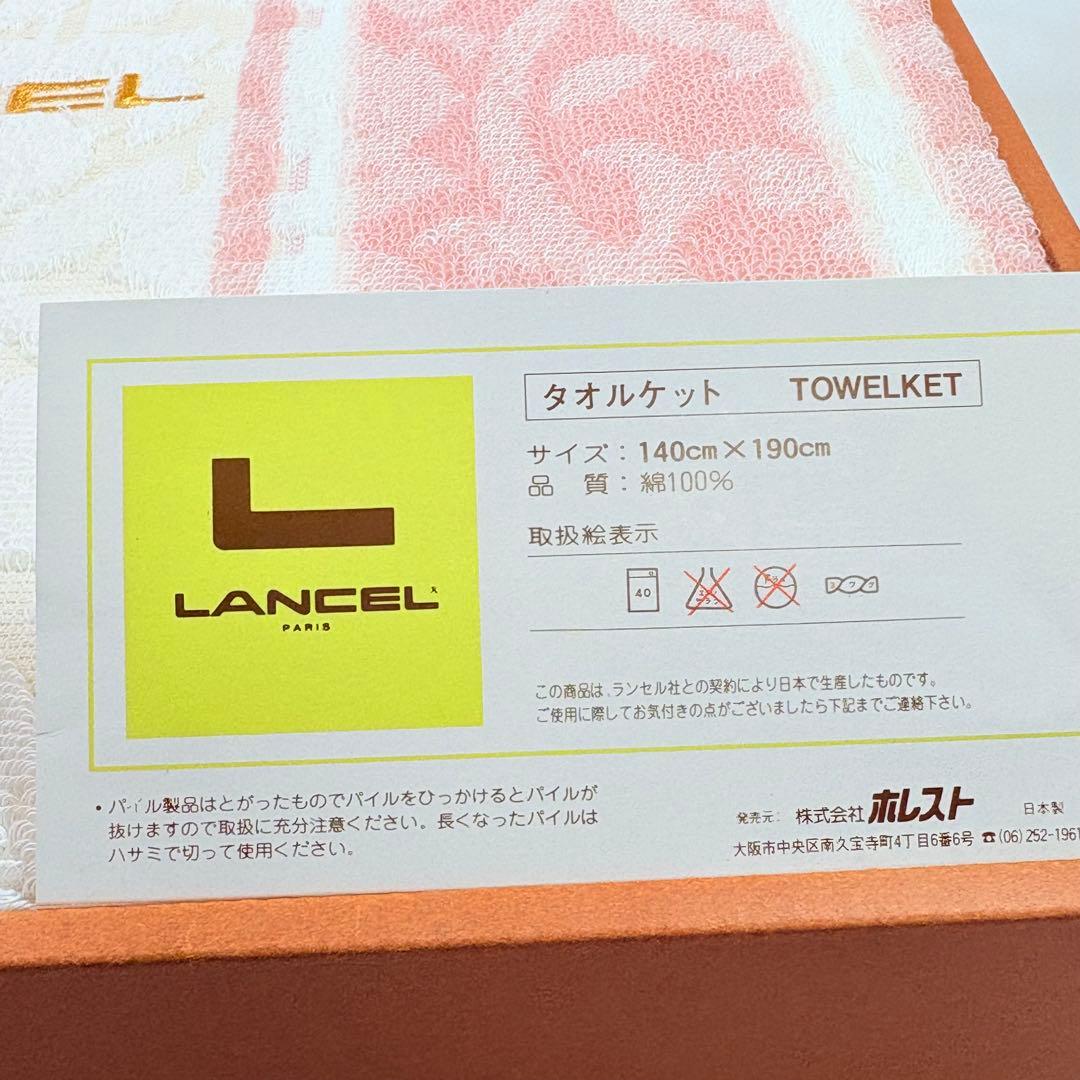 EL
L
LANCEL
PARIS
タオルケット TOWELKET
サイズ：140cm×190cm
品 質：綿100%
取扱絵表示
40 ヨワク
この商品は、ランセル社との契約により日本で生産したものです。
ご使用に際してお気付きの点がございましたら下記までご連絡下さい。
・パイル製品はとがったものでパイルをひっかけるとパイルが
抜けますので取扱に充分注意ください。長くなったパイルは
ハサミで切って使用ください。
発売元：株式会社ホレスト 日本製
大阪市中央区南久宝寺町4丁目6番6号 ☎(06)252-1961